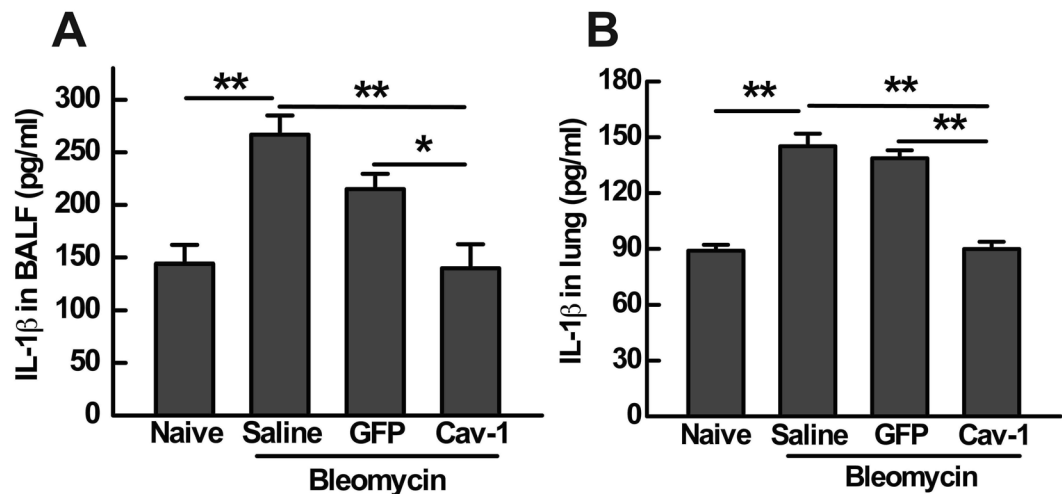 A
IL-1β in BALF (pg/ml)
300
250
200
150
100
50
0
**
**
*
Naive Saline GFP Cav-1
Bleomycin
B
IL-1β in lung (pg/ml)
180
150
120
90
60
30
0
**
**
**
Naive Saline GFP Cav-1
Bleomycin